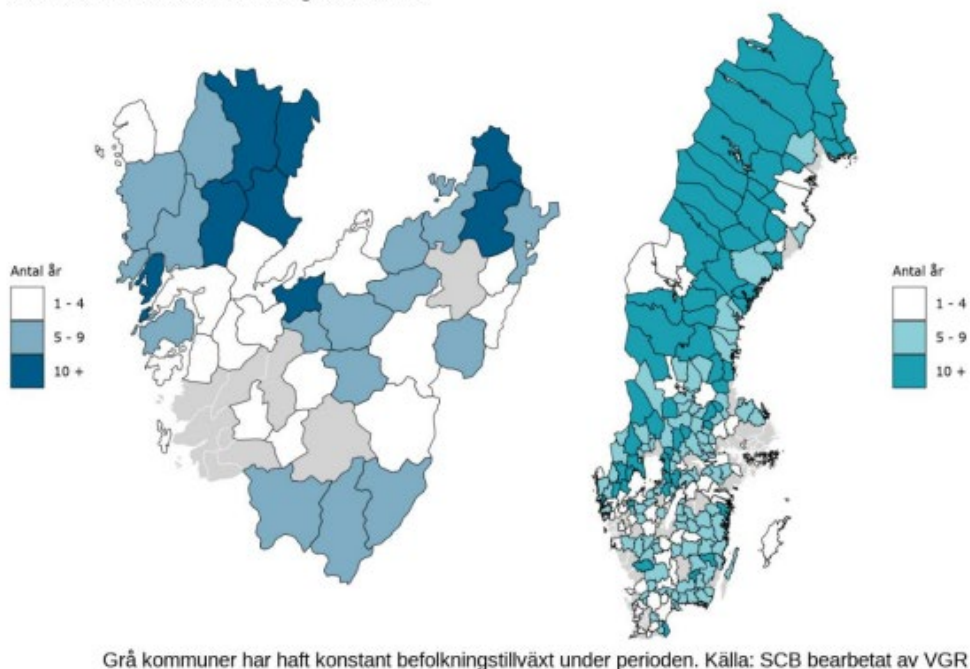 Antal år
1 - 4
5 - 9
10 +
Antal år
1 - 4
5 - 9
10 +
Grå kommuner har haft konstant befolkningstillväxt under perioden. Källa: SCB bearbetat av VGR